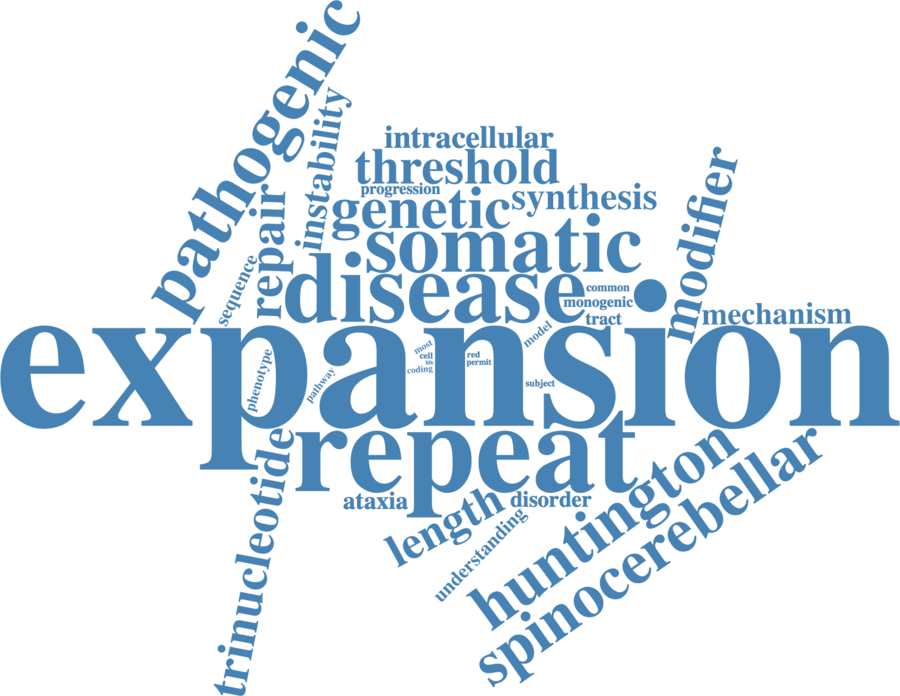 pathogenic
instability
intracellular
threshold
progression
synthesis
genetic
modifier
repair
somatic
sequence
disease
common
monogenic
tract
mechanism
expansion
model
most
cell
life
coding
red
permit
phenotype
pathway
subject
repeat
trinucleotide
ataxia
length
disorder
understanding
huntington
spinocerebellar